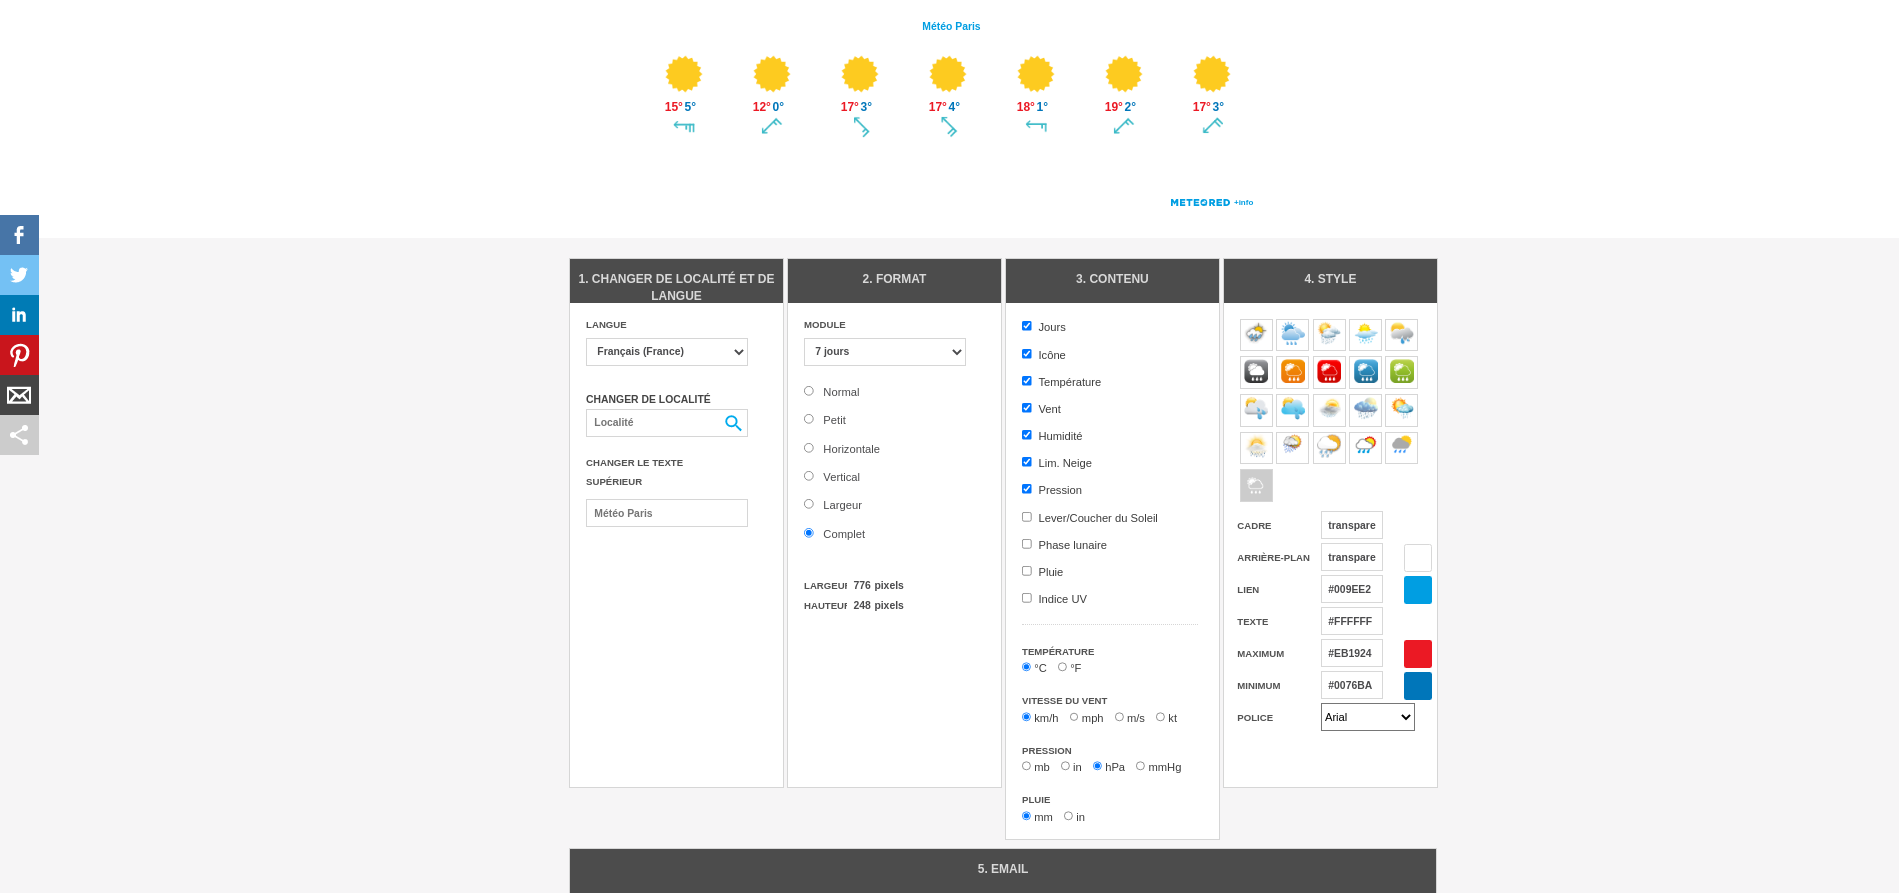 Météo Paris
15° 5° 12° 0° 17° 3° 17° 4° 18° 1° 19° 2° 17° 3°
METEORED +info
1. CHANGER DE LOCALITÉ ET DE
LANGUE
LANGUE
Français (France)
CHANGER DE LOCALITÉ
Localité
CHANGER LE TEXTE
SUPÉRIEUR
Météo Paris
2. FORMAT
MODULE
7 jours
Normal
Petit
Horizontale
Vertical
Largeur
Complet
LARGEUR 776 pixels
HAUTEUR 248 pixels
3. CONTENU
Jours
Icône
Température
Vent
Humidité
Lim. Neige
Pression
Lever/Coucher du Soleil
Phase lunaire
Pluie
Indice UV
TEMPÉRATURE
°C °F
VITESSE DU VENT
km/h mph m/s kt
PRESSION
mb in hPa mmHg
PLUIE
mm in
4. STYLE
CADRE transpare
ARRIÈRE-PLAN transpare
LIEN #009EE2
TEXTE #FFFFFF
MAXIMUM #EB1924
MINIMUM #0076BA
POLICE Arial
5. EMAIL